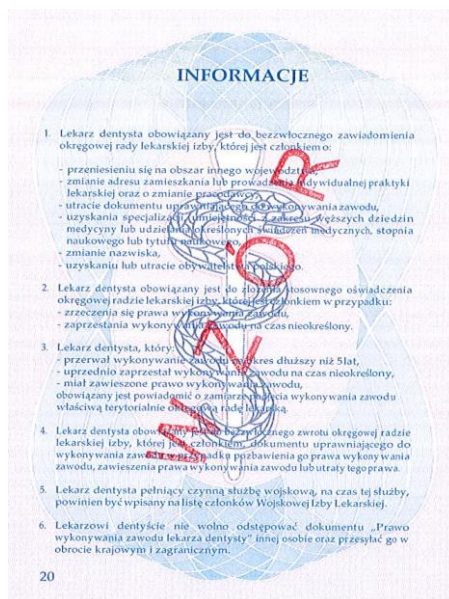 INFORMACJE
1. Lekarz dentysta obowiązany jest do bezzwłocznego zawiadomienia
okręgowej rady lekarskiej izby, której jest członkiem o:
- przeniesieniu się na obszar innego województwa,
- zmianie adresu zamieszkania lub prowadzenia indywidualnej praktyki
lekarskiej oraz o zmianie pracodawcy,
- utracie dokumentu uprawniającego do wykonywania zawodu,
- uzyskania specjalizacji, umiejętności z zakresu węższych dziedzin
medycyny lub udzielania określonych świadczeń medycznych, stopnia
naukowego lub tytułu naukowego,
- zmianie nazwiska,
- uzyskaniu lub utracie obywatelstwa polskiego.
2. Lekarz dentysta obowiązany jest do złożenia stosownego oświadczenia
okręgowej radzie lekarskiej izby, której jest członkiem w przypadku:
- zrzeczenia się prawa wykonywania zawodu,
- zaprzestania wykonywania zawodu na czas nieokreślony.
3. Lekarz dentysta, który:
- przerwał wykonywanie zawodu na okres dłuższy niż 5lat,
- uprzednio zaprzestał wykonywania zawodu na czas nieokreślony,
- miał zawieszone prawo wykonywania zawodu,
obowiązany jest powiadomić o zamiarze podjęcia wykonywania zawodu
właściwą terytorialnie okręgową radę lekarską.
4. Lekarz dentysta obowiązany jest do bezzwłocznego zwrotu okręgowej radzie
lekarskiej izby, której jest członkiem, dokumentu uprawniającego do
wykonywania zawodu w przypadku pozbawienia go prawa wykonywania
zawodu, zawieszenia prawa wykonywania zawodu lub utraty tego prawa.
5. Lekarz dentysta pełniący czynną służbę wojskową, na czas tej służby,
powinien być wpisany na listę członków Wojskowej Izby Lekarskiej.
6. Lekarzowi dentyście nie wolno odstępować dokumentu „Prawo
wykonywania zawodu lekarza dentysty" innej osobie oraz przesyłać go w
obrocie krajowym i zagranicznym.
20
WZÓR